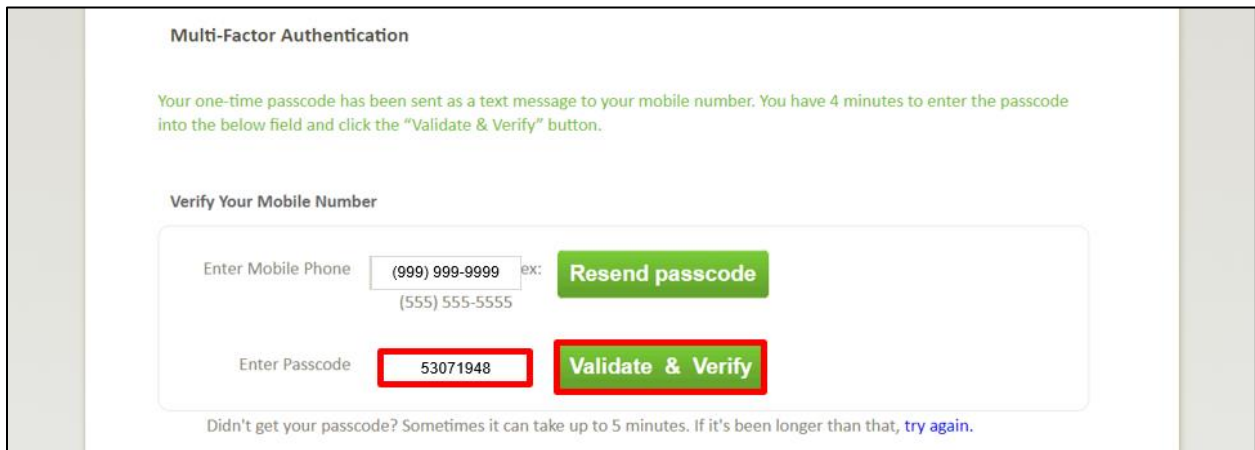 Multi-Factor Authentication
Your one-time passcode has been sent as a text message to your mobile number. You have 4 minutes to enter the passcode
into the below field and click the “Validate & Verify” button.
Verify Your Mobile Number
Enter Mobile Phone (999) 999-9999 ex: Resend passcode
(555) 555-5555
Enter Passcode 53071948 Validate & Verify
Didn't get your passcode? Sometimes it can take up to 5 minutes. If it's been longer than that, try again.